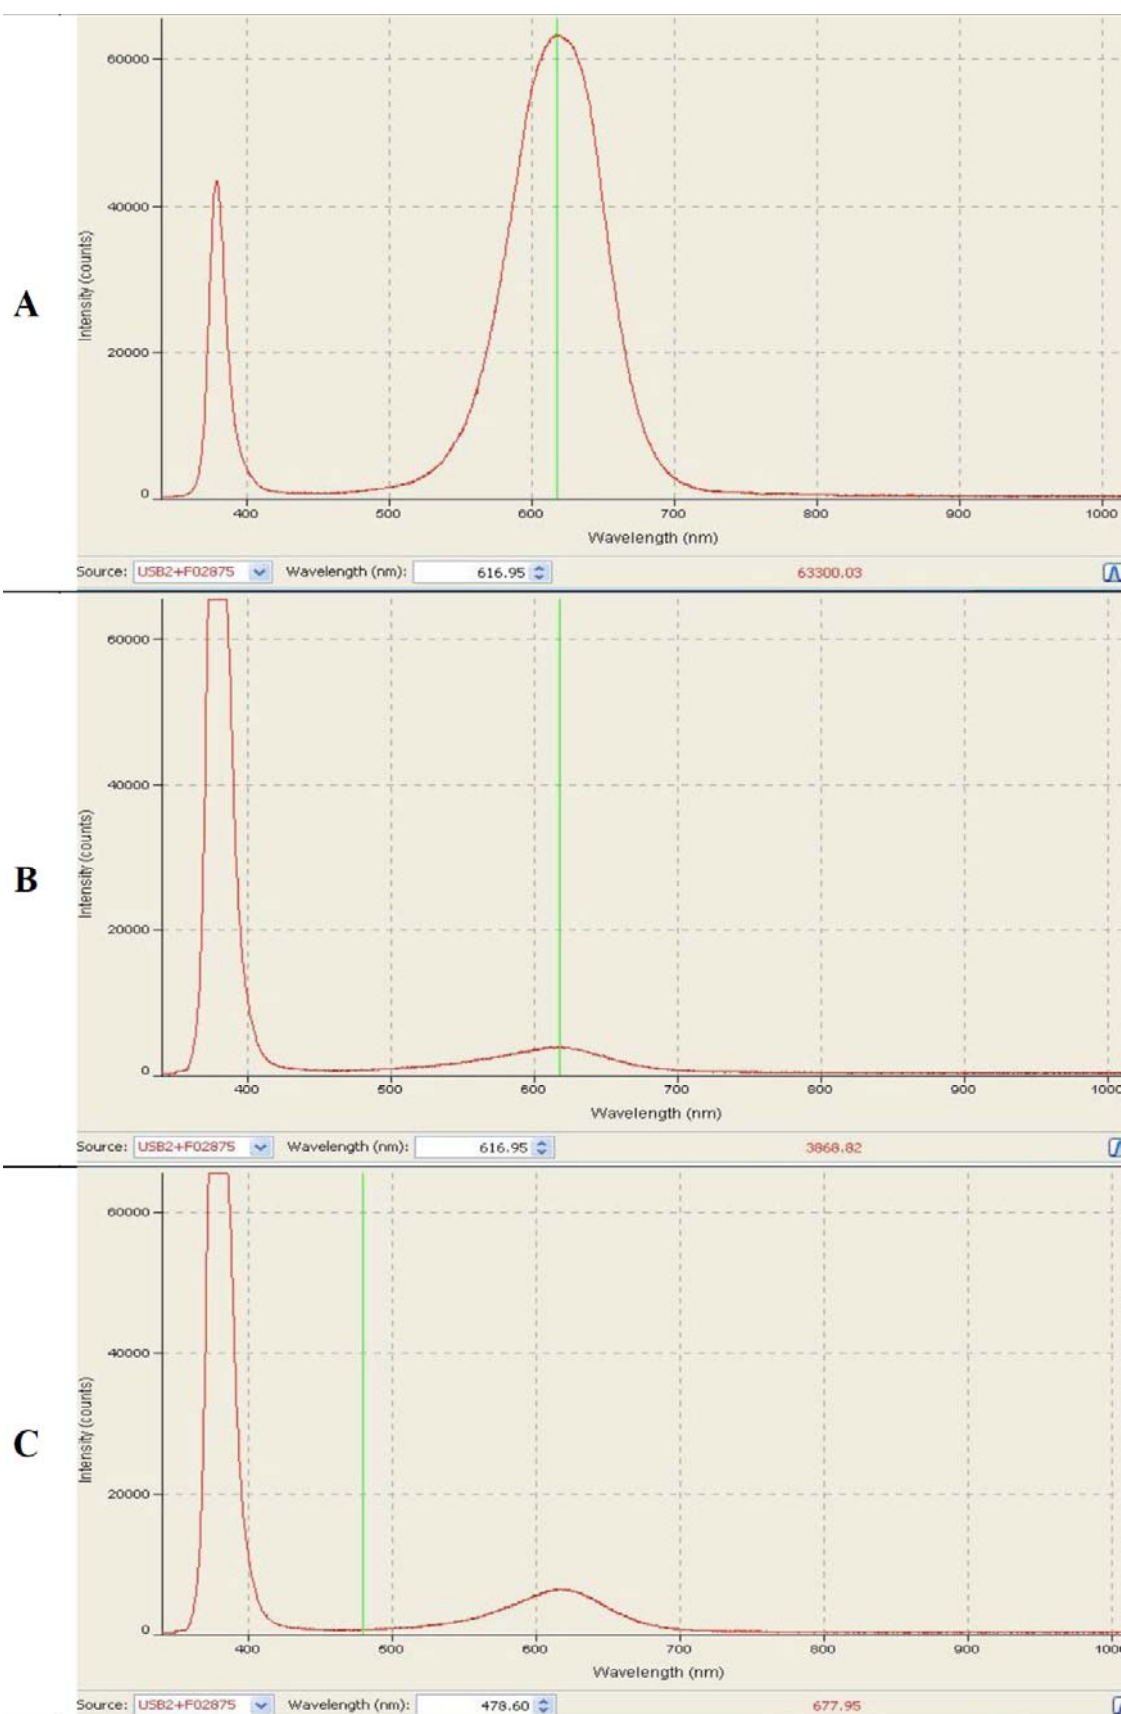 A
Intensity (counts)
60000
40000
20000
0
400 500 600 700 800 900 1000
Wavelength (nm)
Source: USB2+F02875 Wavelength (nm): 616.95 63300.03
B
Intensity (counts)
60000
40000
20000
0
400 500 600 700 800 900 1000
Wavelength (nm)
Source: USB2+F02875 Wavelength (nm): 616.95 3868.82
C
Intensity (counts)
60000
40000
20000
0
400 500 600 700 800 900 1000
Wavelength (nm)
Source: USB2+F02875 Wavelength (nm): 478.60 677.95